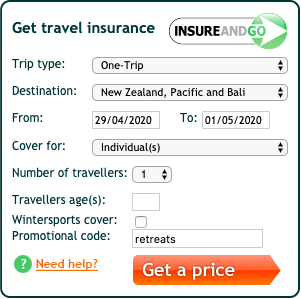 Get travel insurance INSUREANDGO
Trip type: One-Trip
Destination: New Zealand, Pacific and Bali
From: 29/04/2020 To: 01/05/2020
Cover for: Individual(s)
Number of travellers: 1
Travellers age(s):
Wintersports cover:
Promotional code: retreats
? Need help? Get a price